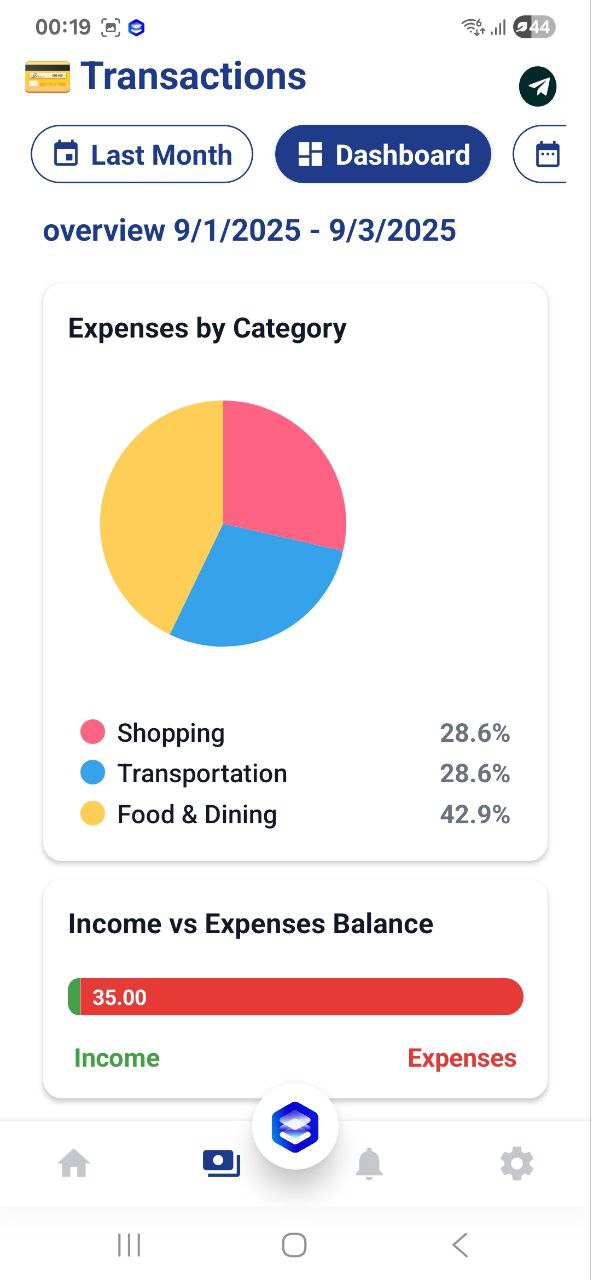 00:19
44
Transactions
Last Month
Dashboard
overview 9/1/2025 - 9/3/2025
Expenses by Category
Shopping 28.6%
Transportation 28.6%
Food & Dining 42.9%
Income vs Expenses Balance
35.00
Income Expenses